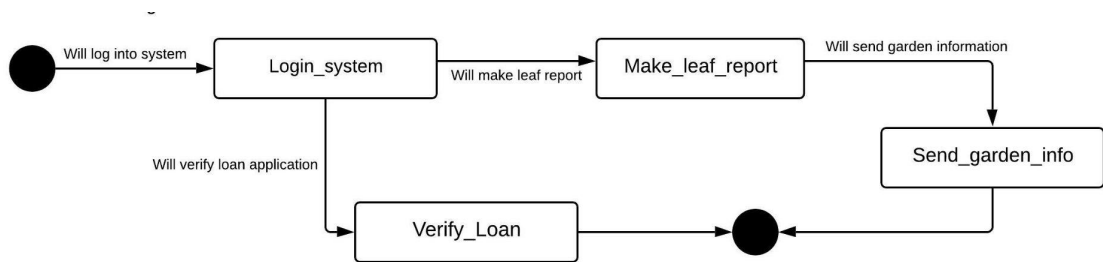 Will log into system
Login_system
Will make leaf report
Make_leaf_report
Will send garden information
Send_garden_info
Will verify loan application
Verify_Loan